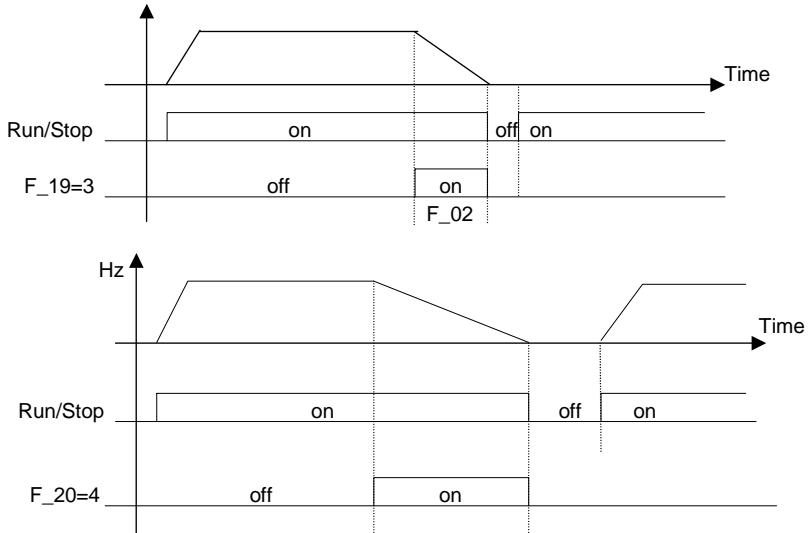 Time
Run/Stop on off on
F_19=3 off on
F_02
Hz
Time
Run/Stop on off on
F_20=4 off on